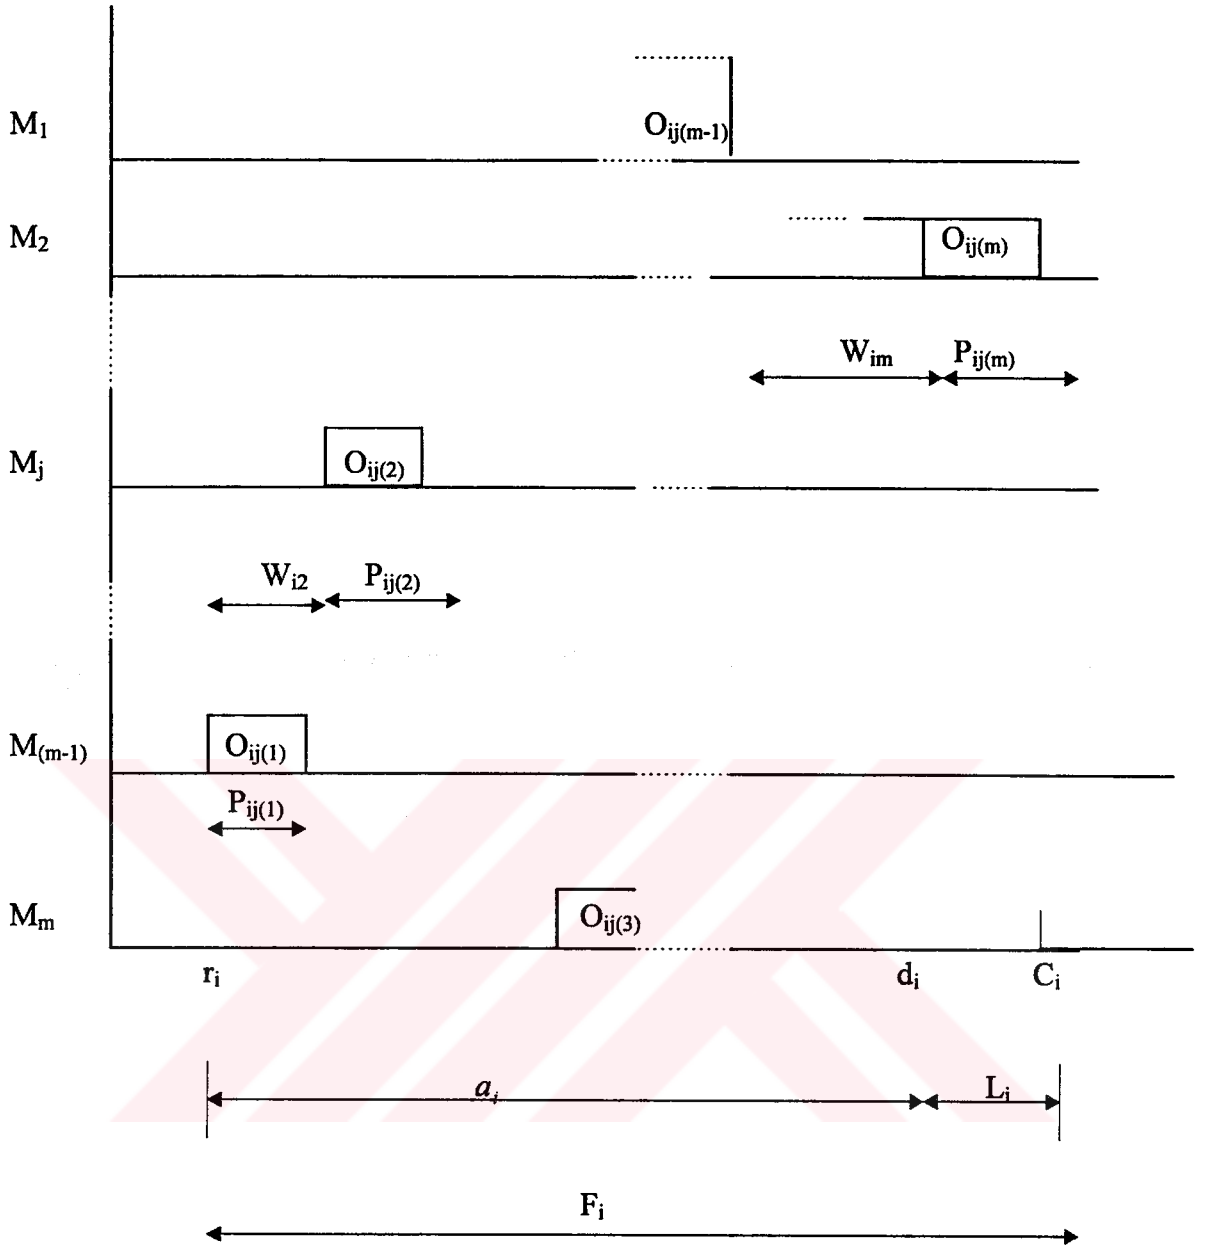 M1
Oij(m-1)
M2
Oij(m)
Wim Pij(m)
Mj
Oij(2)
Wi2 Pij(2)
M(m-1)
Oij(1)
Pij(1)
Mm
Oij(3)
ri di Ci
ai Li
Fi